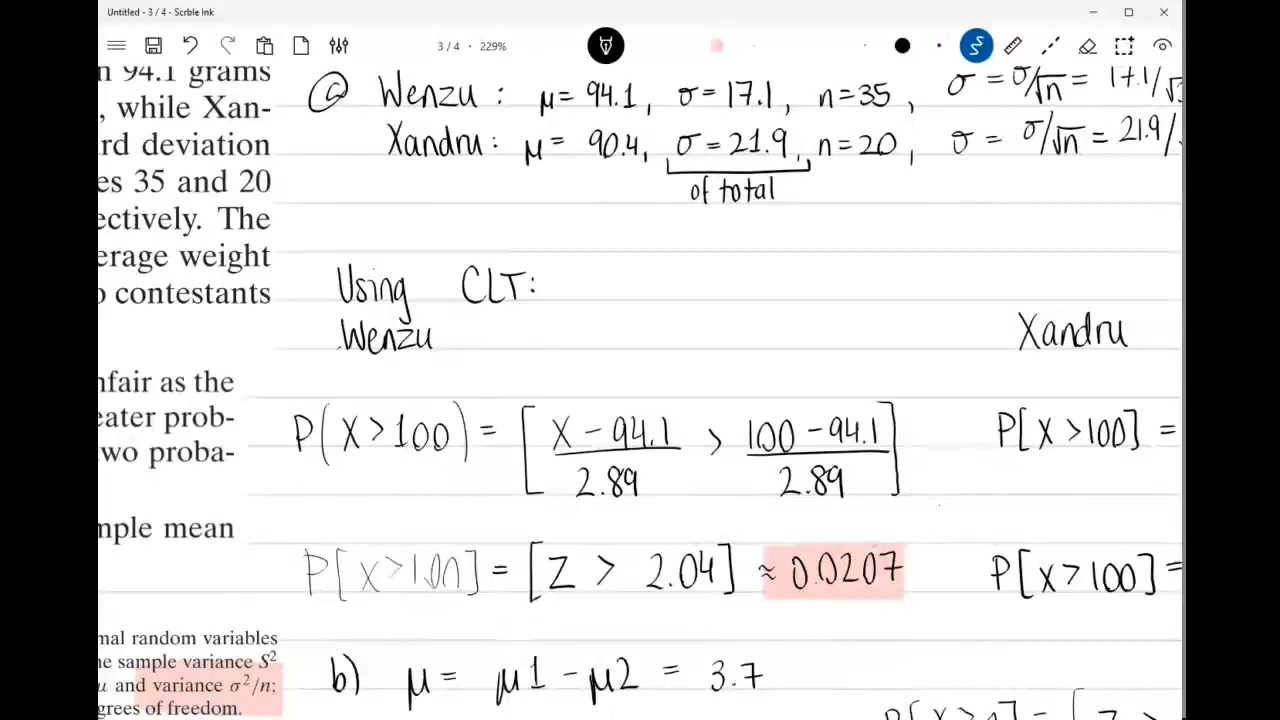 Untitled - 3 / 4 - Scrble Ink
3/4 · 229%
n 94.1 grams
, while Xan-
rd deviation
es 35 and 20
ectively. The
erage weight
o contestants
nfair as the
eater prob-
wo proba-
mple mean
mal random variables
ne sample variance S²
μ and variance σ²/n;
grees of freedom.
ⓐ Wenzu : μ= 94.1, σ = 17.1, n=35, σ = σ/√n = 17.1/√3
Xandru: μ= 90.4, σ = 21.9, n=20, σ = σ/√n = 21.9/
of total
Using CLT:
Wenzu
Xandru
P(X>100) = [X - 94.1 / 2.89 > 100 - 94.1 / 2.89]
P[X>100] =
P[X>100] = [Z > 2.04] ≈ 0.0207
P[X>100] =
b) μ = μ1 - μ2 = 3.7